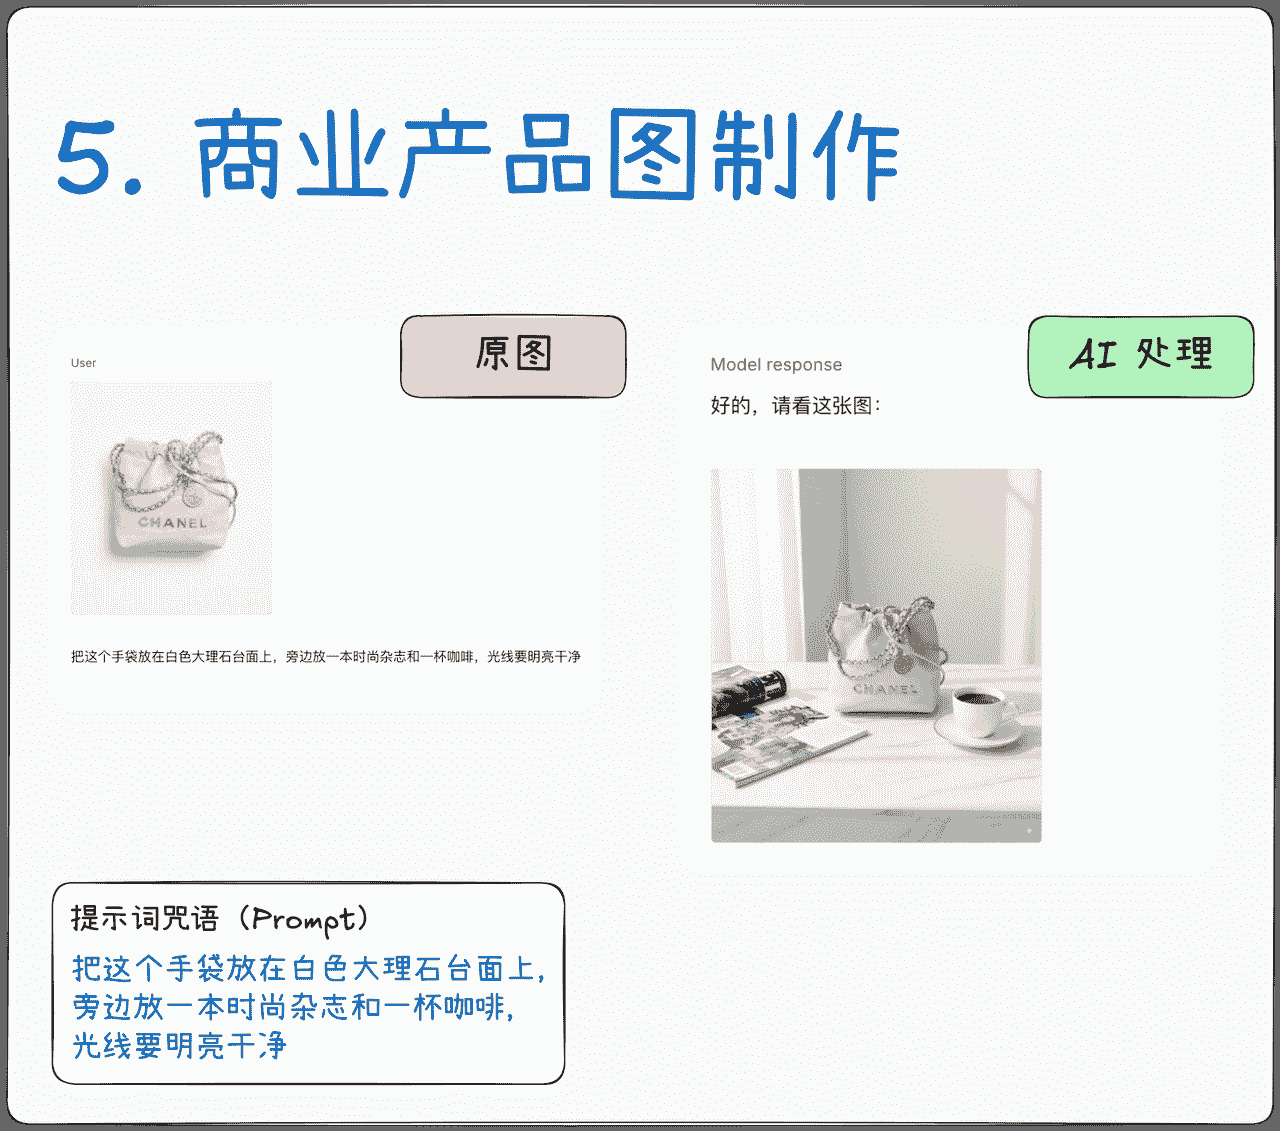 5. 商业产品图制作
原图
AI 处理
User
CHANEL
把这个手袋放在白色大理石台面上，旁边放一本时尚杂志和一杯咖啡，光线要明亮干净
Model response
好的，请看这张图：
CHANEL
提示词咒语（Prompt）
把这个手袋放在白色大理石台面上，
旁边放一本时尚杂志和一杯咖啡，
光线要明亮干净